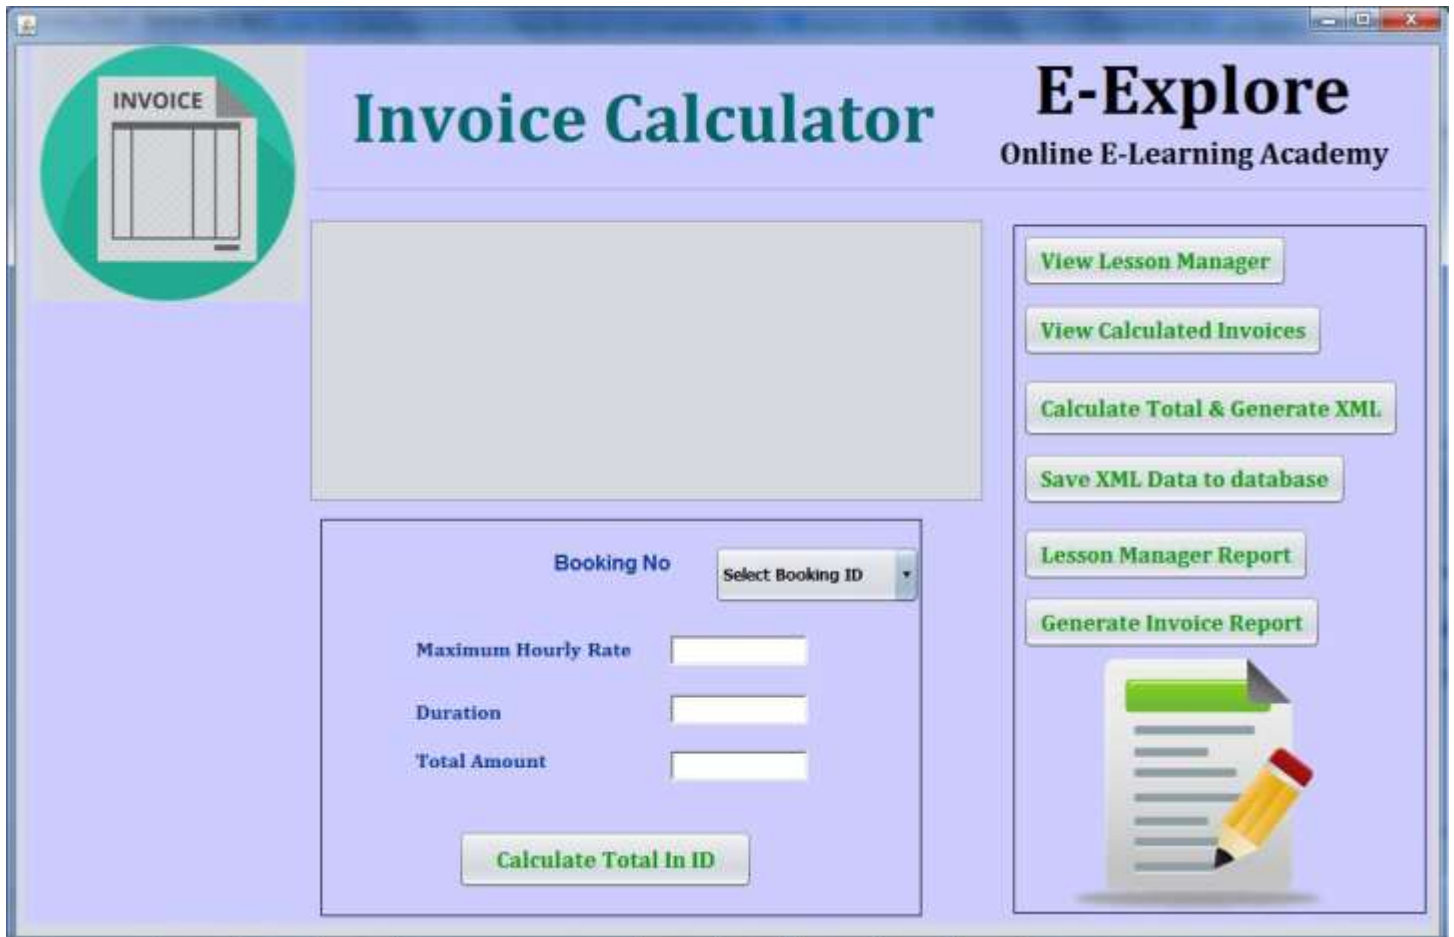 INVOICE
Invoice Calculator
E-Explore
Online E-Learning Academy
View Lesson Manager
View Calculated Invoices
Calculate Total & Generate XML
Save XML Data to database
Lesson Manager Report
Generate Invoice Report
Booking No
Select Booking ID
Maximum Hourly Rate
Duration
Total Amount
Calculate Total In ID